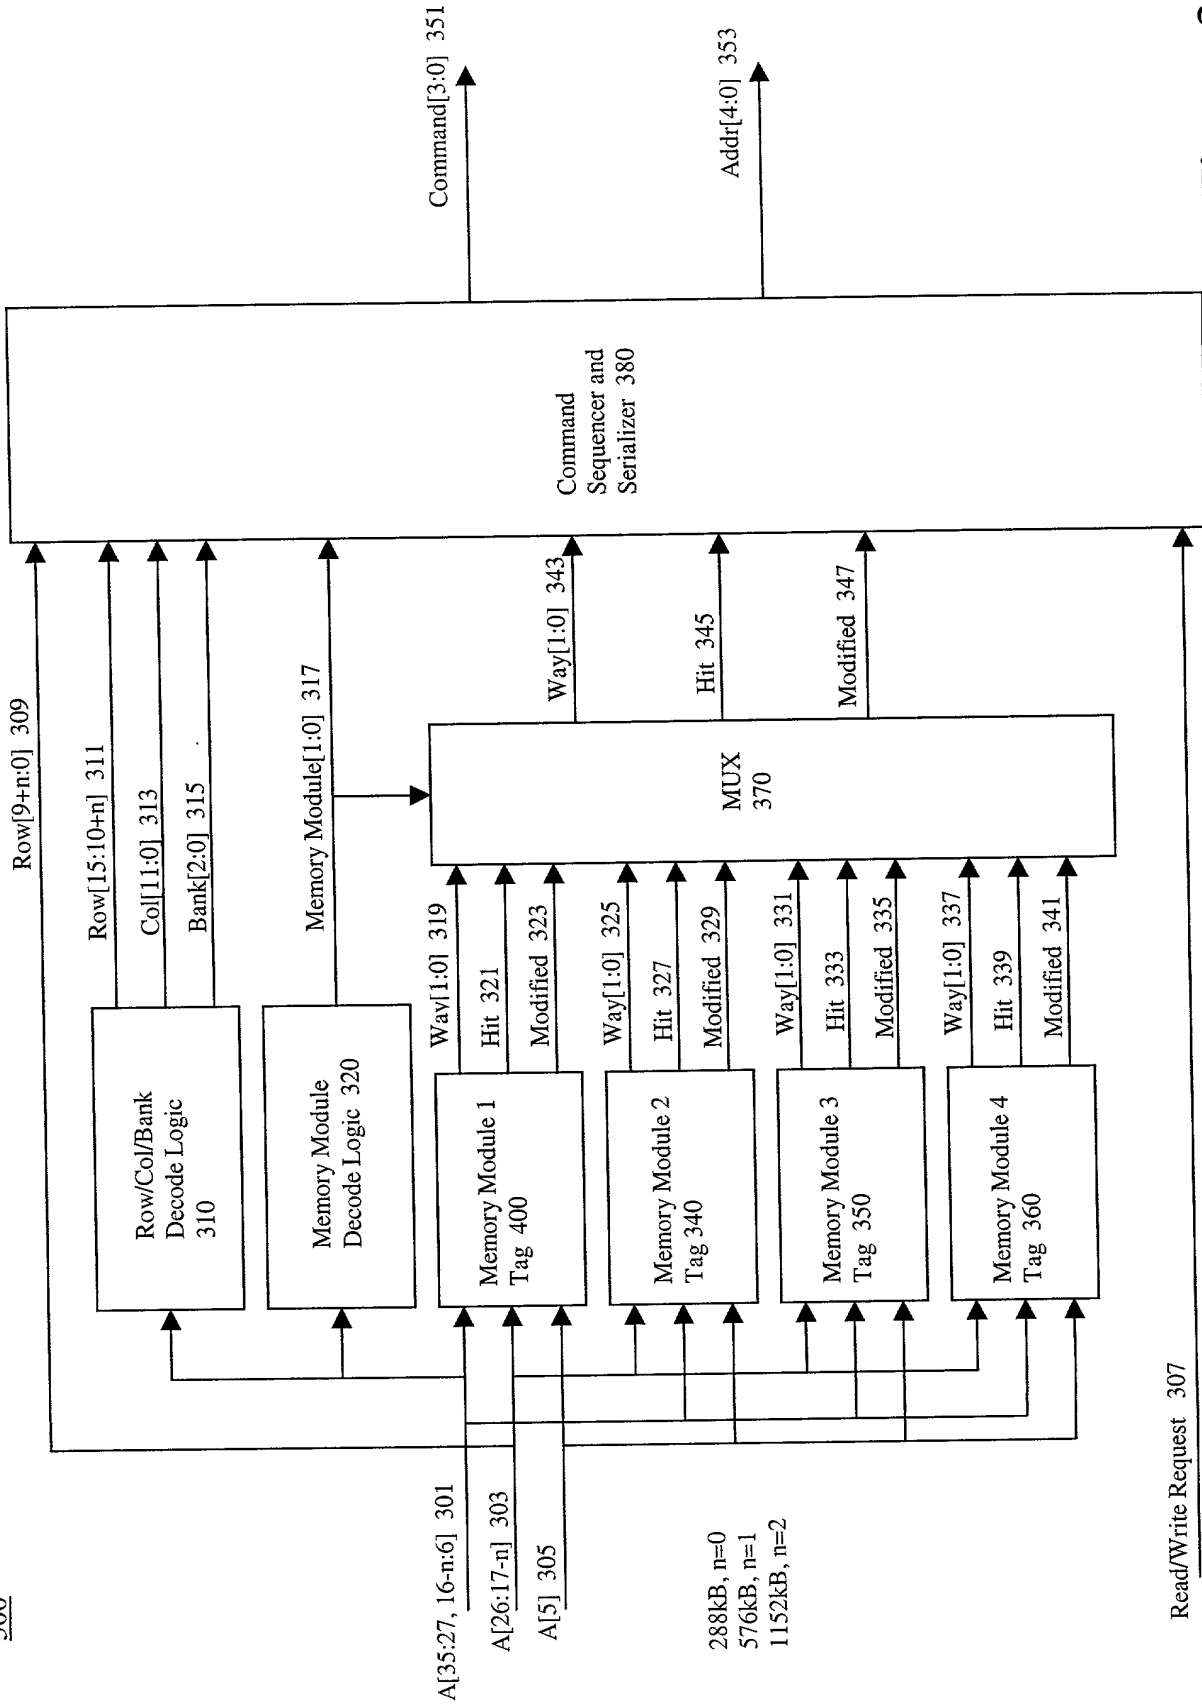 Row[9+n:0] 309
Row[15:10+n] 311
Col[11:0] 313
Bank[2:0] 315
Memory Module[1:0] 317
Row/Col/Bank
Decode Logic
310
Memory Module
Decode Logic 320
Way[1:0] 319
Hit 321
Modified 323
Way[1:0] 325
Hit 327
Modified 329
Way[1:0] 331
Hit 333
Modified 335
Way[1:0] 337
Hit 339
Modified 341
Memory Module 1
Tag 400
Memory Module 2
Tag 340
Memory Module 3
Tag 350
Memory Module 4
Tag 360
MUX
370
Way[1:0] 343
Hit 345
Modified 347
Command
Sequencer and
Serializer 380
Command[3:0] 351
Addr[4:0] 353
A[35:27, 16-n:6] 301
A[26:17-n] 303
A[5] 305
288kB, n=0
576kB, n=1
1152kB, n=2
Read/Write Request 307